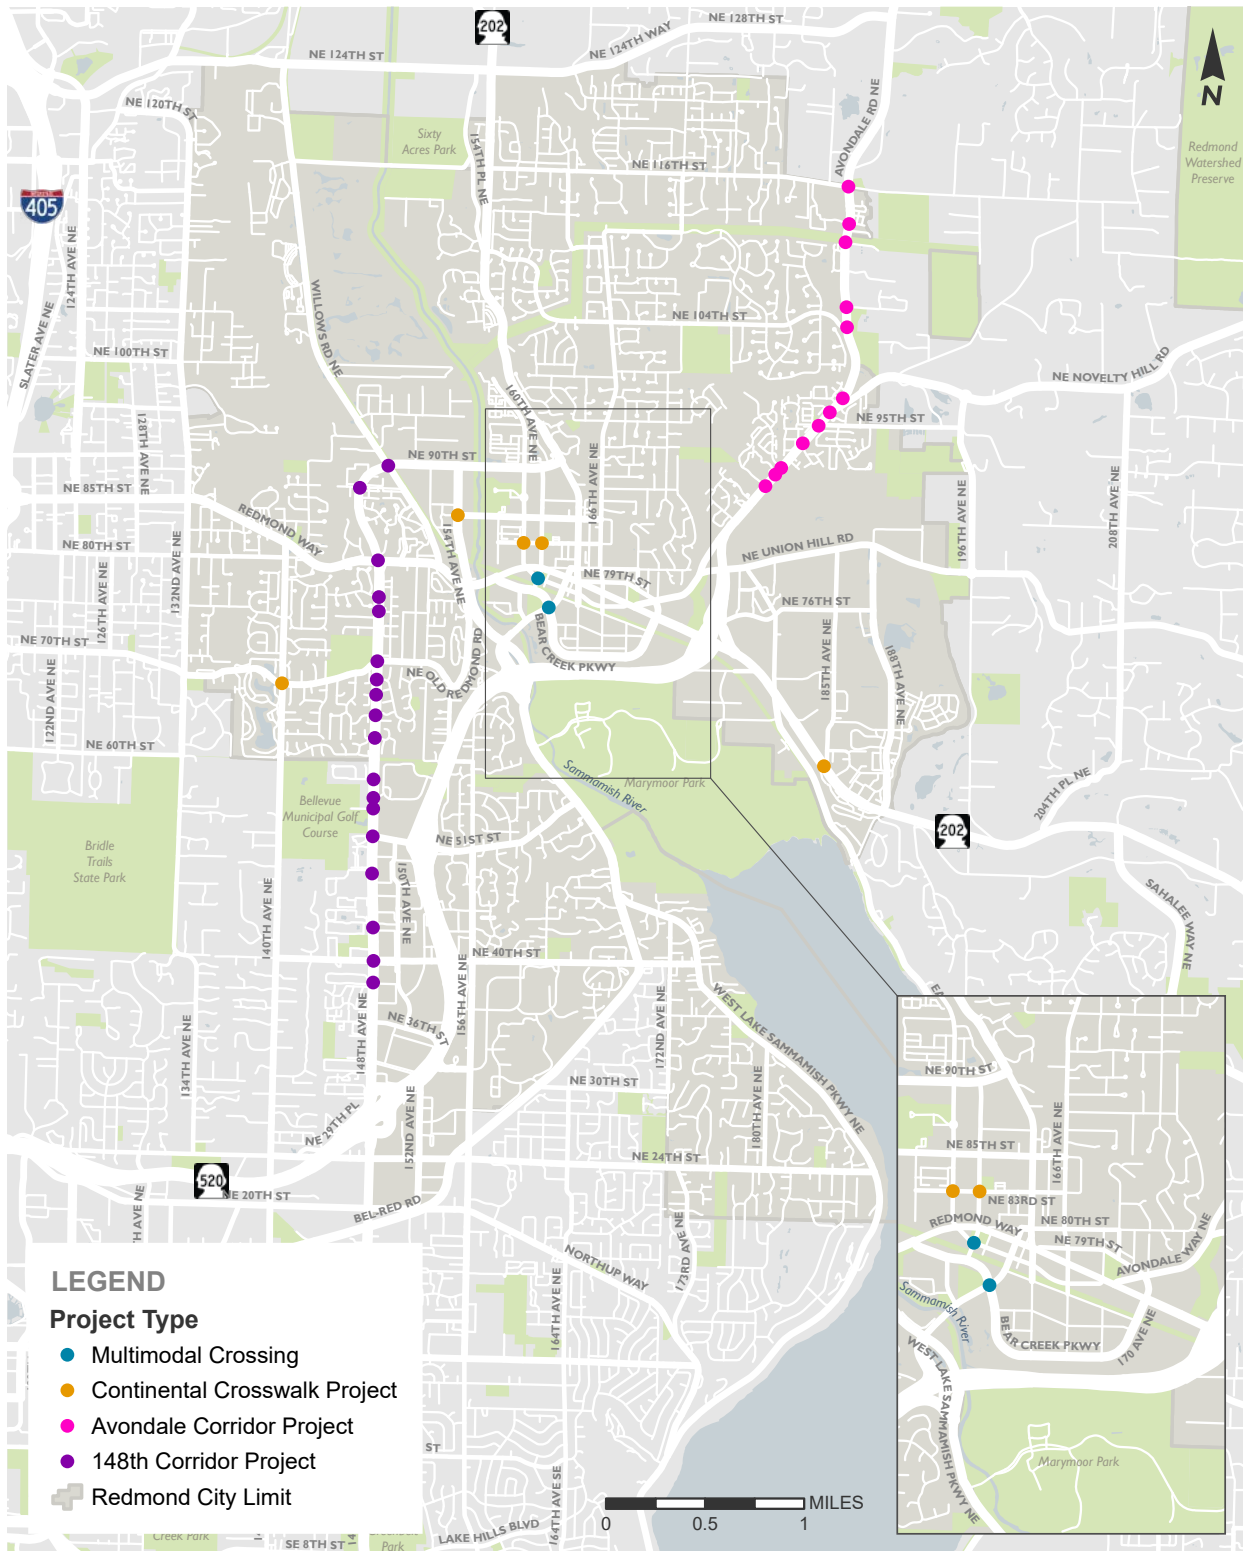 202
NE 128TH ST
NE 124TH WAY
NE 124TH ST
N
NE 120TH ST
AVONDALE RD NE
Sixty
Acres Park
154TH PL NE
NE 116TH ST
Redmond
Watershed
Preserve
INTERSTATE
405
124TH AVE NE
SLATER AVE NE
WILLOWS RD NE
NE 104TH ST
NE 100TH ST
NE NOVELTY HILL RD
160TH AVE NE
128TH AVE NE
NE 95TH ST
NE 90TH ST
166TH AVE NE
NE 85TH ST
REDMOND WAY
196TH AVE NE
208TH AVE NE
NE 80TH ST
132ND AVE NE
154TH AVE NE
NE UNION HILL RD
126TH AVE NE
NE 79TH ST
NE 76TH ST
BEAR CREEK PKWY
NE 70TH ST
NE OLD REDMOND RD
185TH AVE NE
188TH AVE NE
122ND AVE NE
NE 60TH ST
Sammamish River
Marymoor Park
204TH PL NE
Bellevue
Municipal Golf
Course
202
NE 51ST ST
Bridle
Trails
State Park
150TH AVE NE
140TH AVE NE
SAHALEE WAY NE
NE 40TH ST
156TH AVE NE
148TH AVE NE
NE 36TH ST
172ND AVE NE
WEST LAKE SAMMAMISH PKWY NE
134TH AVE NE
NE 30TH ST
180TH AVE NE
NE 29TH PL
152ND AVE NE
NE 24TH ST
520
NE 20TH ST
BEL-RED RD
H AVE NE
NORTHUP WAY
173RD AVE NE
164TH AVE NE
EA
NE 90TH ST
166TH AVE NE
NE 85TH ST
NE 83RD ST
REDMOND WAY
NE 80TH ST
NE 79TH ST
AVONDALE WAY NE
Sammamish River
BEAR CREEK PKWY
170 AVE NE
WEST LAKE SAMMAMISH PKWY NE
Marymoor Park
LEGEND
Project Type
Multimodal Crossing
Continental Crosswalk Project
Avondale Corridor Project
148th Corridor Project
Redmond City Limit
ST
164TH AVE SE
LAKE HILLS BLVD
SE 8TH ST
Creek Park
Park
MILES
0 0.5 1